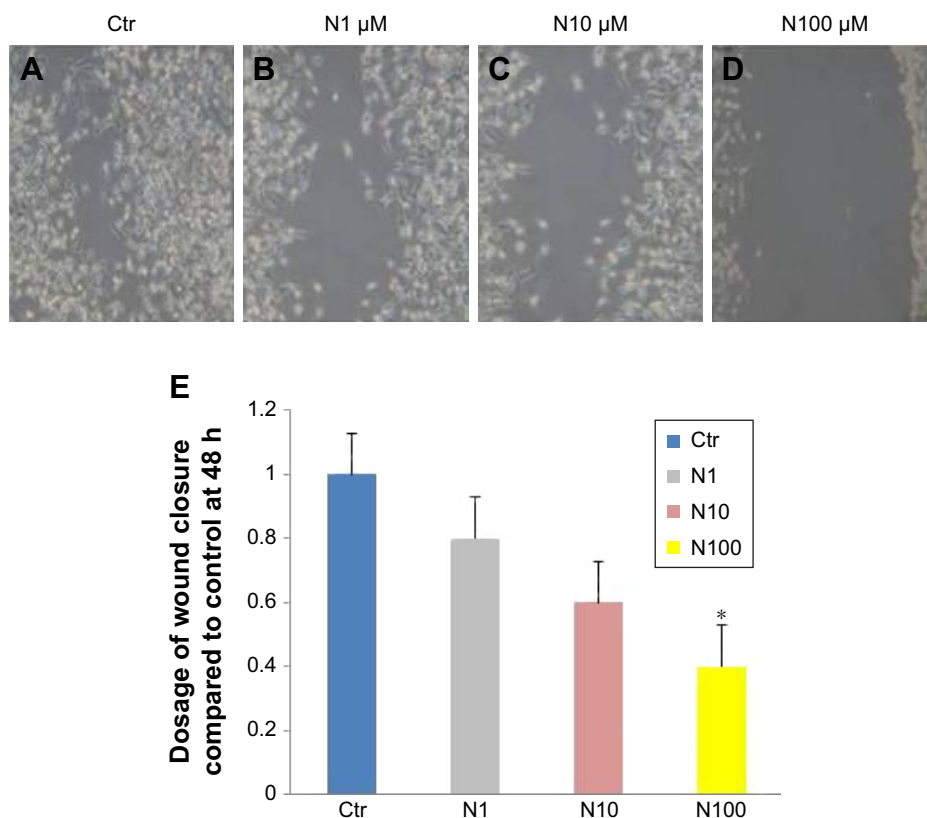 Ctr N1 µM N10 µM N100 µM
A B C D
E
Dosage of wound closure
compared to control at 48 h
1.2
1
0.8
0.6
0.4
0.2
0
*
Ctr
N1
N10
N100
Ctr N1 N10 N100